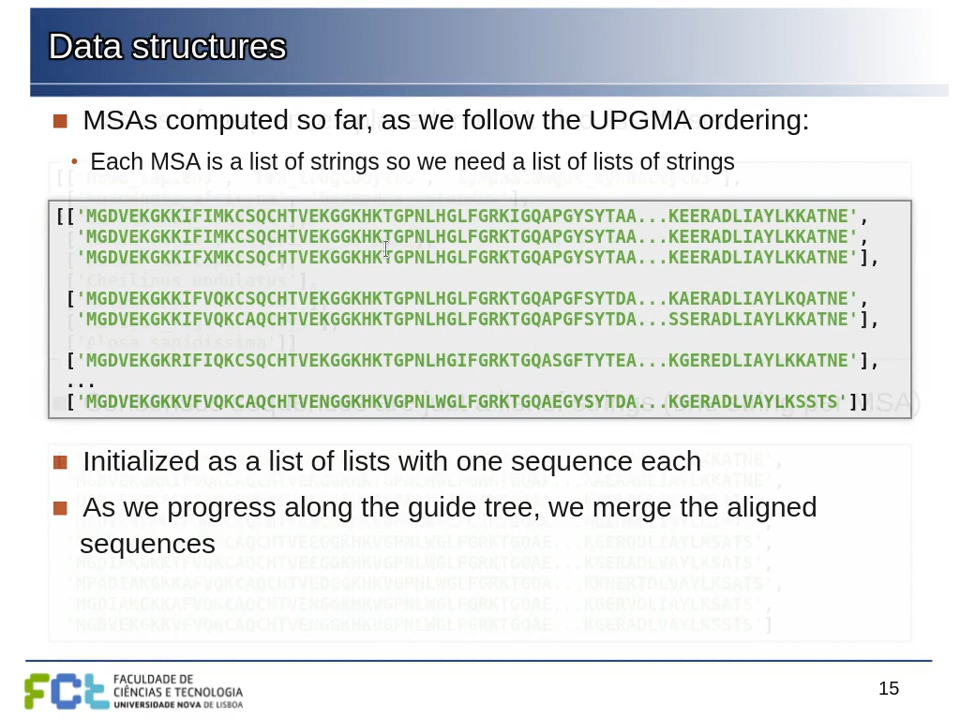 Data structures
■ MSAs computed so far, as we follow the UPGMA ordering:
• Each MSA is a list of strings so we need a list of lists of strings
[['MGDVEKGKKIFIMKCSQCHTVEKGGKHKTGPNLHGLFGRKIGQAPGYSYTAA...KEERADLIAYLKKATNE',
'MGDVEKGKKIFIMKCSQCHTVEKGGKHKTGPNLHGLFGRKTGQAPGYSYTAA...KEERADLIAYLKKATNE',
'MGDVEKGKKIFXMKCSQCHTVEKGGKHKTGPNLHGLFGRKTGQAPGYSYTAA...KEERADLIAYLKKATNE'],
['MGDVEKGKKIFVQKCSQCHTVEKGGKHKTGPNLHGLFGRKTGQAPGFSYTDA...KAERADLIAYLKQATNE',
'MGDVEKGKKIFVQKCSQCHTVEKGGKHKTGPNLHGLFGRKTGQAPGFSYTDA...SSERADLIAYLKKATNE'],
['MGDVEKGKRIFIQKCSQCHTVEKGGKHKTGPNLHGIFGRKTGQASGFTYTEA...KGEREDLIAYLKKATNE'],
...
['MGDVEKGKKVFVQKCAQCHTVENGGKHKVGPNLWGLFGRKTGQAEGYSYTDA...KGERADLVAYLKSSTS']]
■ Initialized as a list of lists with one sequence each
■ As we progress along the guide tree, we merge the aligned
sequences
FACULDADE DE
CIÊNCIAS E TECNOLOGIA
UNIVERSIDADE NOVA DE LISBOA
15